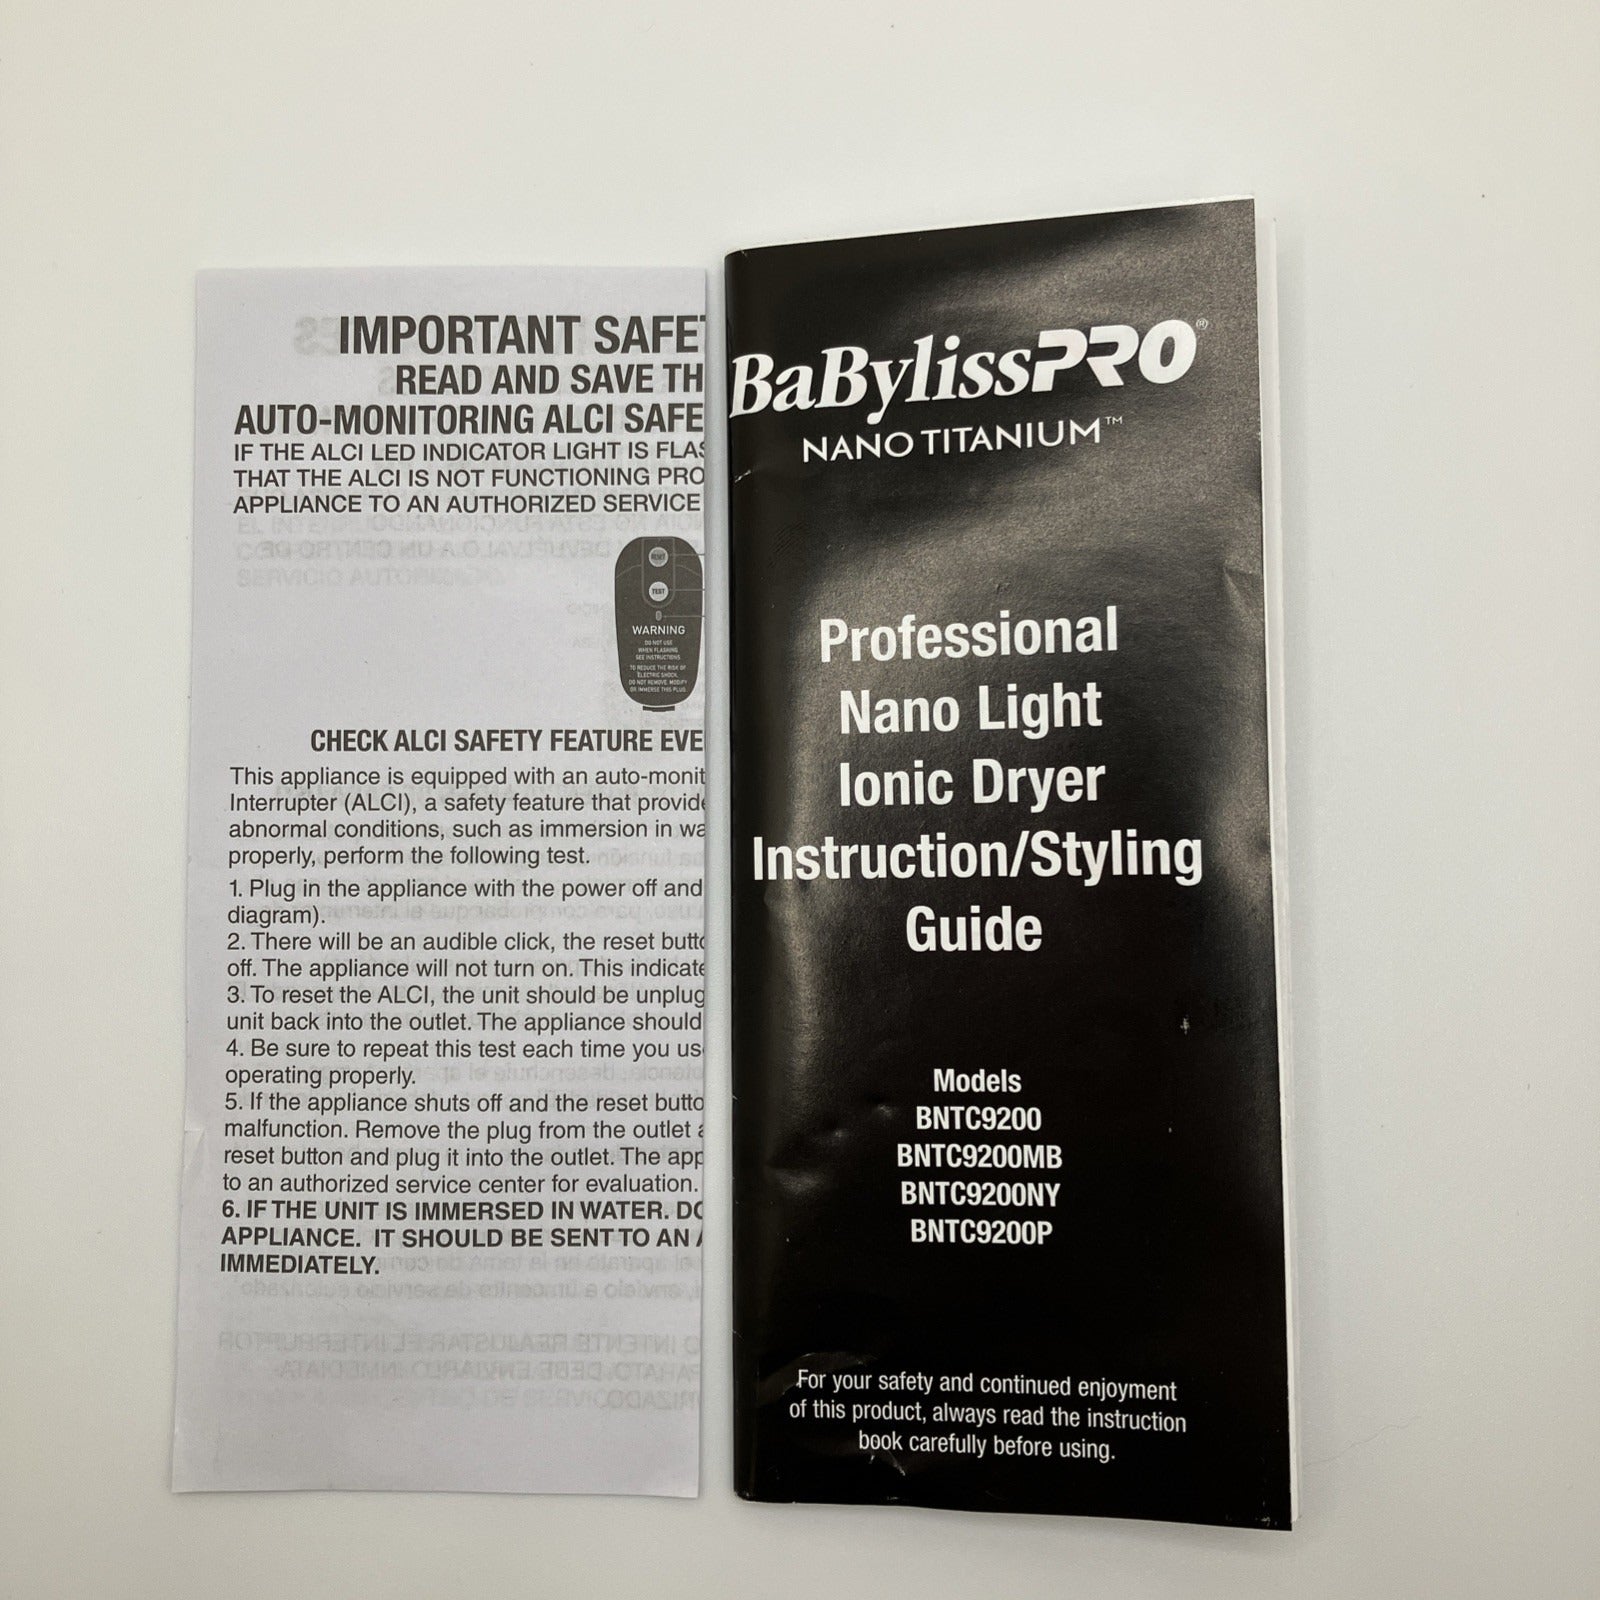 IMPORTANT SAFE
READ AND SAVE TH
AUTO-MONITORING ALCI SAFE
IF THE ALCI LED INDICATOR LIGHT IS FLAS
THAT THE ALCI IS NOT FUNCTIONING PRO
APPLIANCE TO AN AUTHORIZED SERVICE
RESET
TEST
WARNING
DO NOT USE
WHEN FLASHING
SEE INSTRUCTIONS.
TO REDUCE THE RISK OF
ELECTRIC SHOCK,
DO NOT REMOVE, MODIFY
OR IMMERSE THIS PLUG.
CHECK ALCI SAFETY FEATURE EVE
This appliance is equipped with an auto-monit
Interrupter (ALCI), a safety feature that provide
abnormal conditions, such as immersion in wa
properly, perform the following test.
1. Plug in the appliance with the power off and
diagram).
2. There will be an audible click, the reset butto
off. The appliance will not turn on. This indicate
3. To reset the ALCI, the unit should be unplug
unit back into the outlet. The appliance should
4. Be sure to repeat this test each time you us
operating properly.
5. If the appliance shuts off and the reset butto
malfunction. Remove the plug from the outlet a
reset button and plug it into the outlet. The app
to an authorized service center for evaluation.
6. IF THE UNIT IS IMMERSED IN WATER. DO
APPLIANCE. IT SHOULD BE SENT TO AN A
IMMEDIATELY.
BaBylissPRO®
NANO TITANIUM™
Professional
Nano Light
Ionic Dryer
Instruction/Styling
Guide
Models
BNTC9200
BNTC9200MB
BNTC9200NY
BNTC9200P
For your safety and continued enjoyment
of this product, always read the instruction
book carefully before using.